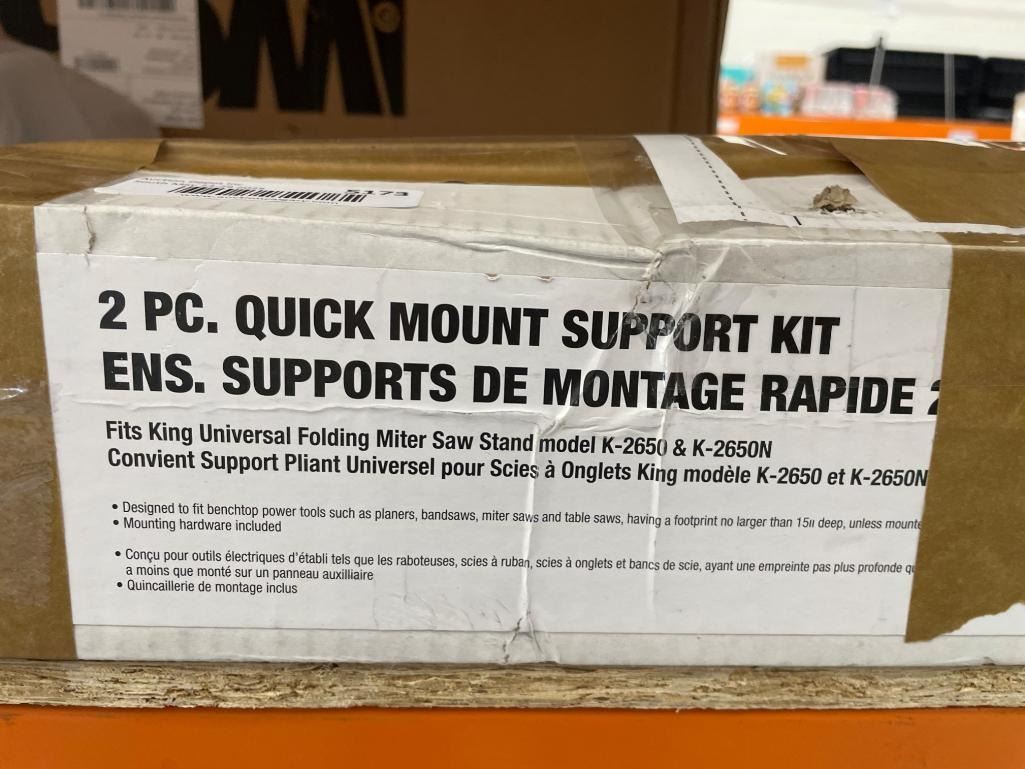 5173
2 PC. QUICK MOUNT SUPPORT KIT
ENS. SUPPORTS DE MONTAGE RAPIDE 2
Fits King Universal Folding Miter Saw Stand model K-2650 & K-2650N
Convient Support Pliant Universel pour Scies à Onglets King modèle K-2650 et K-2650N
• Designed to fit benchtop power tools such as planers, bandsaws, miter saws and table saws, having a footprint no larger than 15" deep, unless mounte
• Mounting hardware included
• Conçu pour outils électriques d'établi tels que les raboteuses, scies à ruban, scies à onglets et bancs de scie, ayant une empreinte pas plus profonde qu
a moins que monté sur un panneau auxilliaire
• Quincaillerie de montage inclus